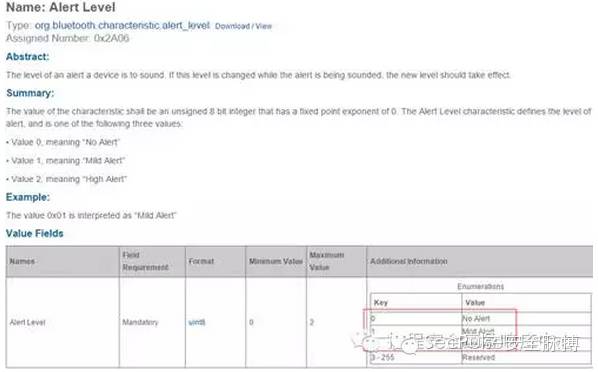 Name: Alert Level
Type: org.bluetooth.characteristic.alert_level Download / View
Assigned Number: 0x2A06
Abstract:
The level of an alert a device is to sound. If this level is changed while the alert is being sounded, the new level should take effect.
Summary:
The value of the characteristic shall be an unsigned 8 bit integer that has a fixed point exponent of 0. The Alert Level characteristic defines the level of
alert, and is one of the following three values:
• Value 0, meaning “No Alert”
• Value 1, meaning “Mild Alert”
• Value 2, meaning “High Alert”
Example:
The value 0x01 is interpreted as “Mild Alert”
Value Fields
Names Field Requirement Format Minimum Value Maximum Value Additional Information
Alert Level Mandatory uint8 0 2
Enumerations
Key Value
0 No Alert
Mild Alert
3 - 255 Reserved